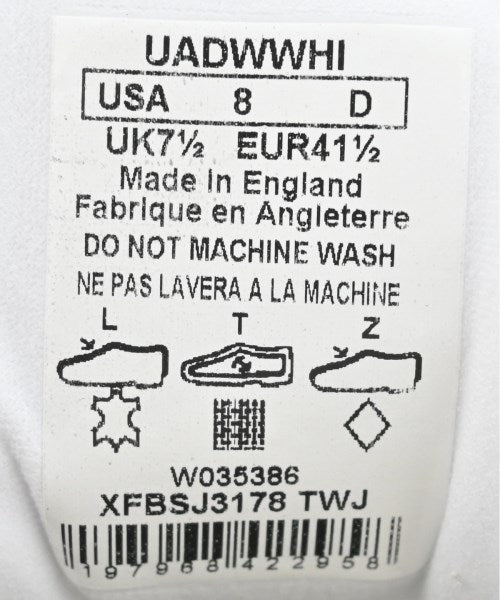 UADWWHI
USA 8 D
UK7½ EUR41½
Made In England
Fabrique en Angleterre
DO NOT MACHINE WASH
NE PAS LAVERA A LA MACHINE
L T Z
W035386
XFBSJ3178 TWJ
197968422958